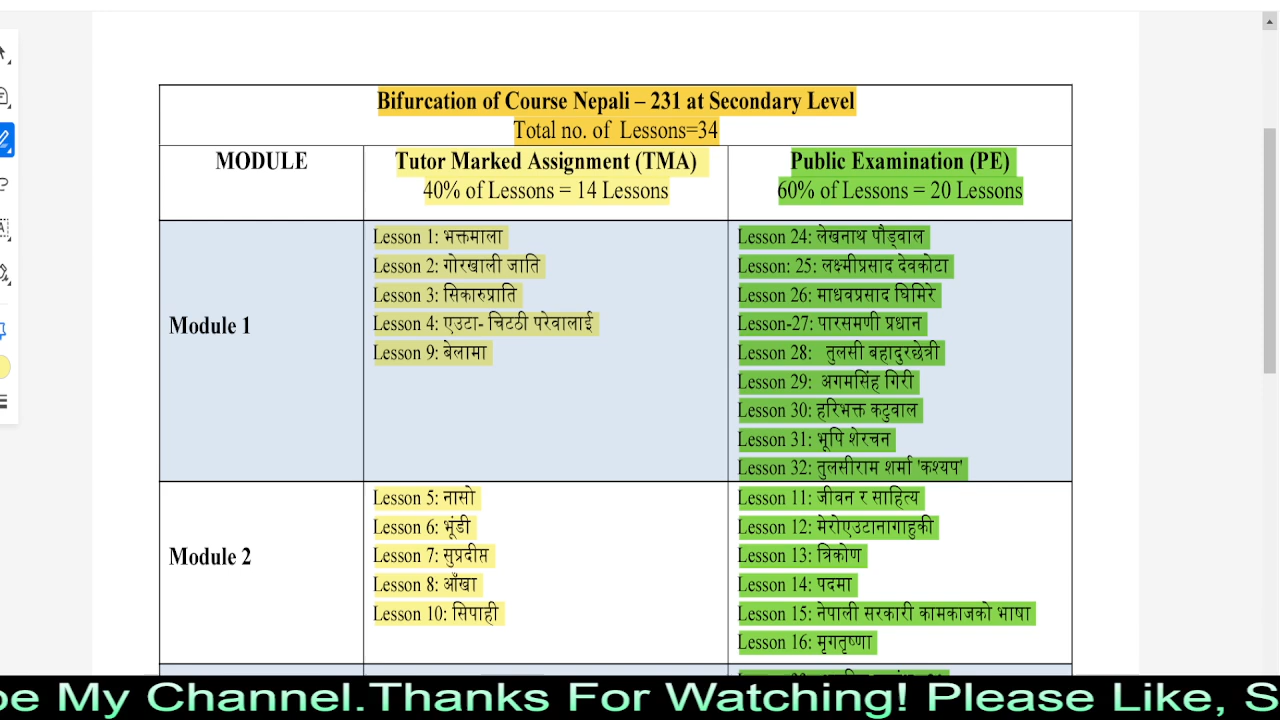 Bifurcation of Course Nepali – 231 at Secondary Level
Total no. of Lessons=34
MODULE
Tutor Marked Assignment (TMA)
40% of Lessons = 14 Lessons
Public Examination (PE)
60% of Lessons = 20 Lessons
Module 1
Lesson 1: भक्तमाला
Lesson 2: गोरखाली जाति
Lesson 3: सिकारुप्राति
Lesson 4: एउटा- चिटठी परेवालाई
Lesson 9: बेलामा
Lesson 24: लेखनाथ पौड्वाल
Lesson: 25: लक्ष्मीप्रसाद देवकोटा
Lesson 26: माधवप्रसाद घिमिरे
Lesson-27: पारसमणी प्रधान
Lesson 28: तुलसी बहादुरछेत्री
Lesson 29: अगमसिंह गिरी
Lesson 30: हरिभक्त कटुवाल
Lesson 31: भूपि शेरचन
Lesson 32: तुलसीराम शर्मा 'कश्यप'
Module 2
Lesson 5: नासो
Lesson 6: भूंडी
Lesson 7: सुप्रदीप्त
Lesson 8: आँखा
Lesson 10: सिपाही
Lesson 11: जीवन र साहित्य
Lesson 12: मेरोएउटानागाहुकी
Lesson 13: त्रिकोण
Lesson 14: पदमा
Lesson 15: नेपाली सरकारी कामकाजको भाषा
Lesson 16: मृगतृष्णा
be My Channel.Thanks For Watching! Please Like, S